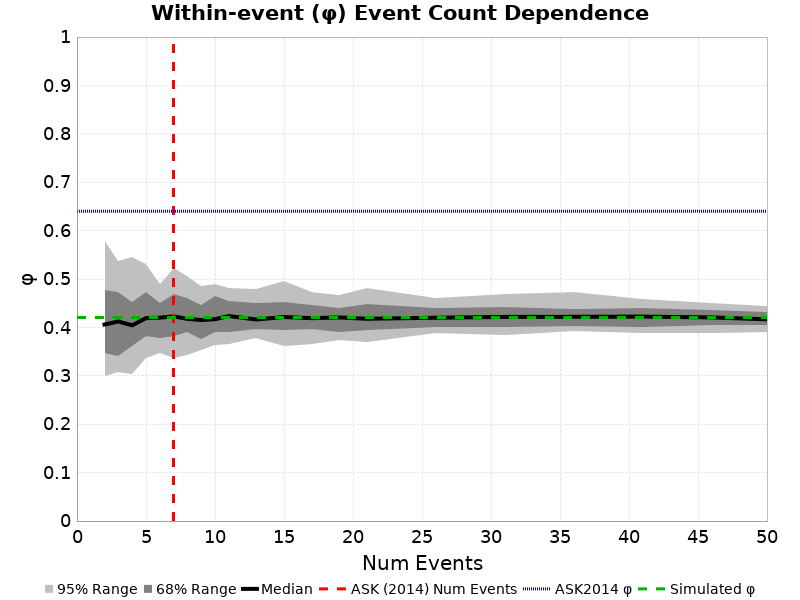 Within-event (φ) Event Count Dependence
1
0.9
0.8
0.7
0.6
0.5
0.4
0.3
0.2
0.1
0
φ
0 5 10 15 20 25 30 35 40 45 50
Num Events
95% Range 68% Range Median ASK (2014) Num Events ASK2014 φ Simulated φ